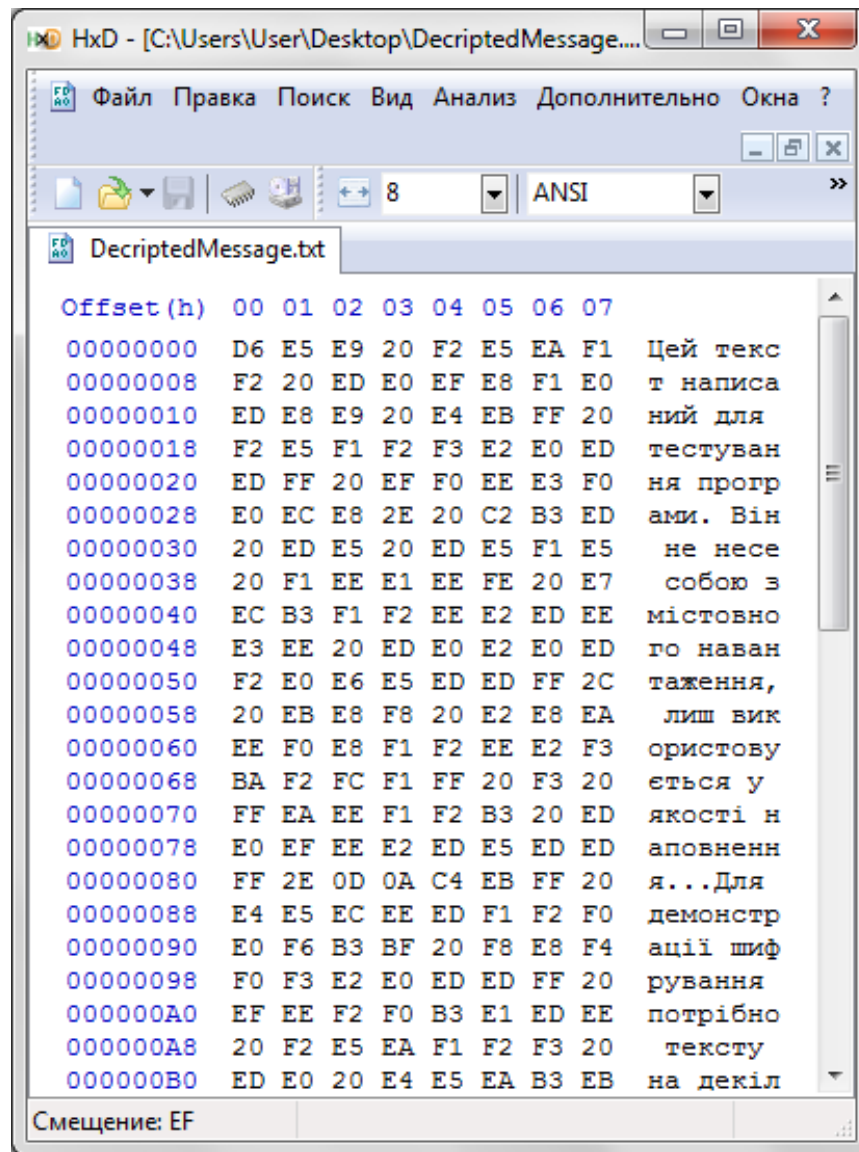 HxD - [C:\Users\User\Desktop\DecriptedMessage....
Файл Правка Поиск Вид Анализ Дополнительно Окна ?
8 ANSI »
DecriptedMessage.txt
Offset(h) 00 01 02 03 04 05 06 07
00000000 D6 E5 E9 20 F2 E5 EA F1 Цей текс
00000008 F2 20 ED E0 EF E8 F1 E0 т написа
00000010 ED E8 E9 20 E4 EB FF 20 ний для
00000018 F2 E5 F1 F2 F3 E2 E0 ED тестуван
00000020 ED FF 20 EF F0 EE E3 F0 ня прогр
00000028 E0 EC E8 2E 20 C2 B3 ED ами. Він
00000030 20 ED E5 20 ED E5 F1 E5 не несе
00000038 20 F1 EE E1 EE FE 20 E7 собою з
00000040 EC B3 F1 F2 EE E2 ED EE містовно
00000048 E3 EE 20 ED E0 E2 E0 ED го наван
00000050 F2 E0 E6 E5 ED ED FF 2C таження,
00000058 20 EB E8 F8 20 E2 E8 EA лиш вик
00000060 EE F0 E8 F1 F2 EE E2 F3 ористову
00000068 BA F2 FC F1 FF 20 F3 20 ється у
00000070 FF EA EE F1 F2 B3 20 ED якості н
00000078 E0 EF EE E2 ED E5 ED ED аповненн
00000080 FF 2E 0D 0A C4 EB FF 20 я...Для
00000088 E4 E5 EC EE ED F1 F2 F0 демонстр
00000090 E0 F6 B3 BF 20 F8 E8 F4 ації шиф
00000098 F0 F3 E2 E0 ED ED FF 20 рування
000000A0 EF EE F2 F0 B3 E1 ED EE потрібно
000000A8 20 F2 E5 EA F1 F2 F3 20 тексту
000000B0 ED E0 20 E4 E5 EA B3 EB на декіл
Смещение: EF